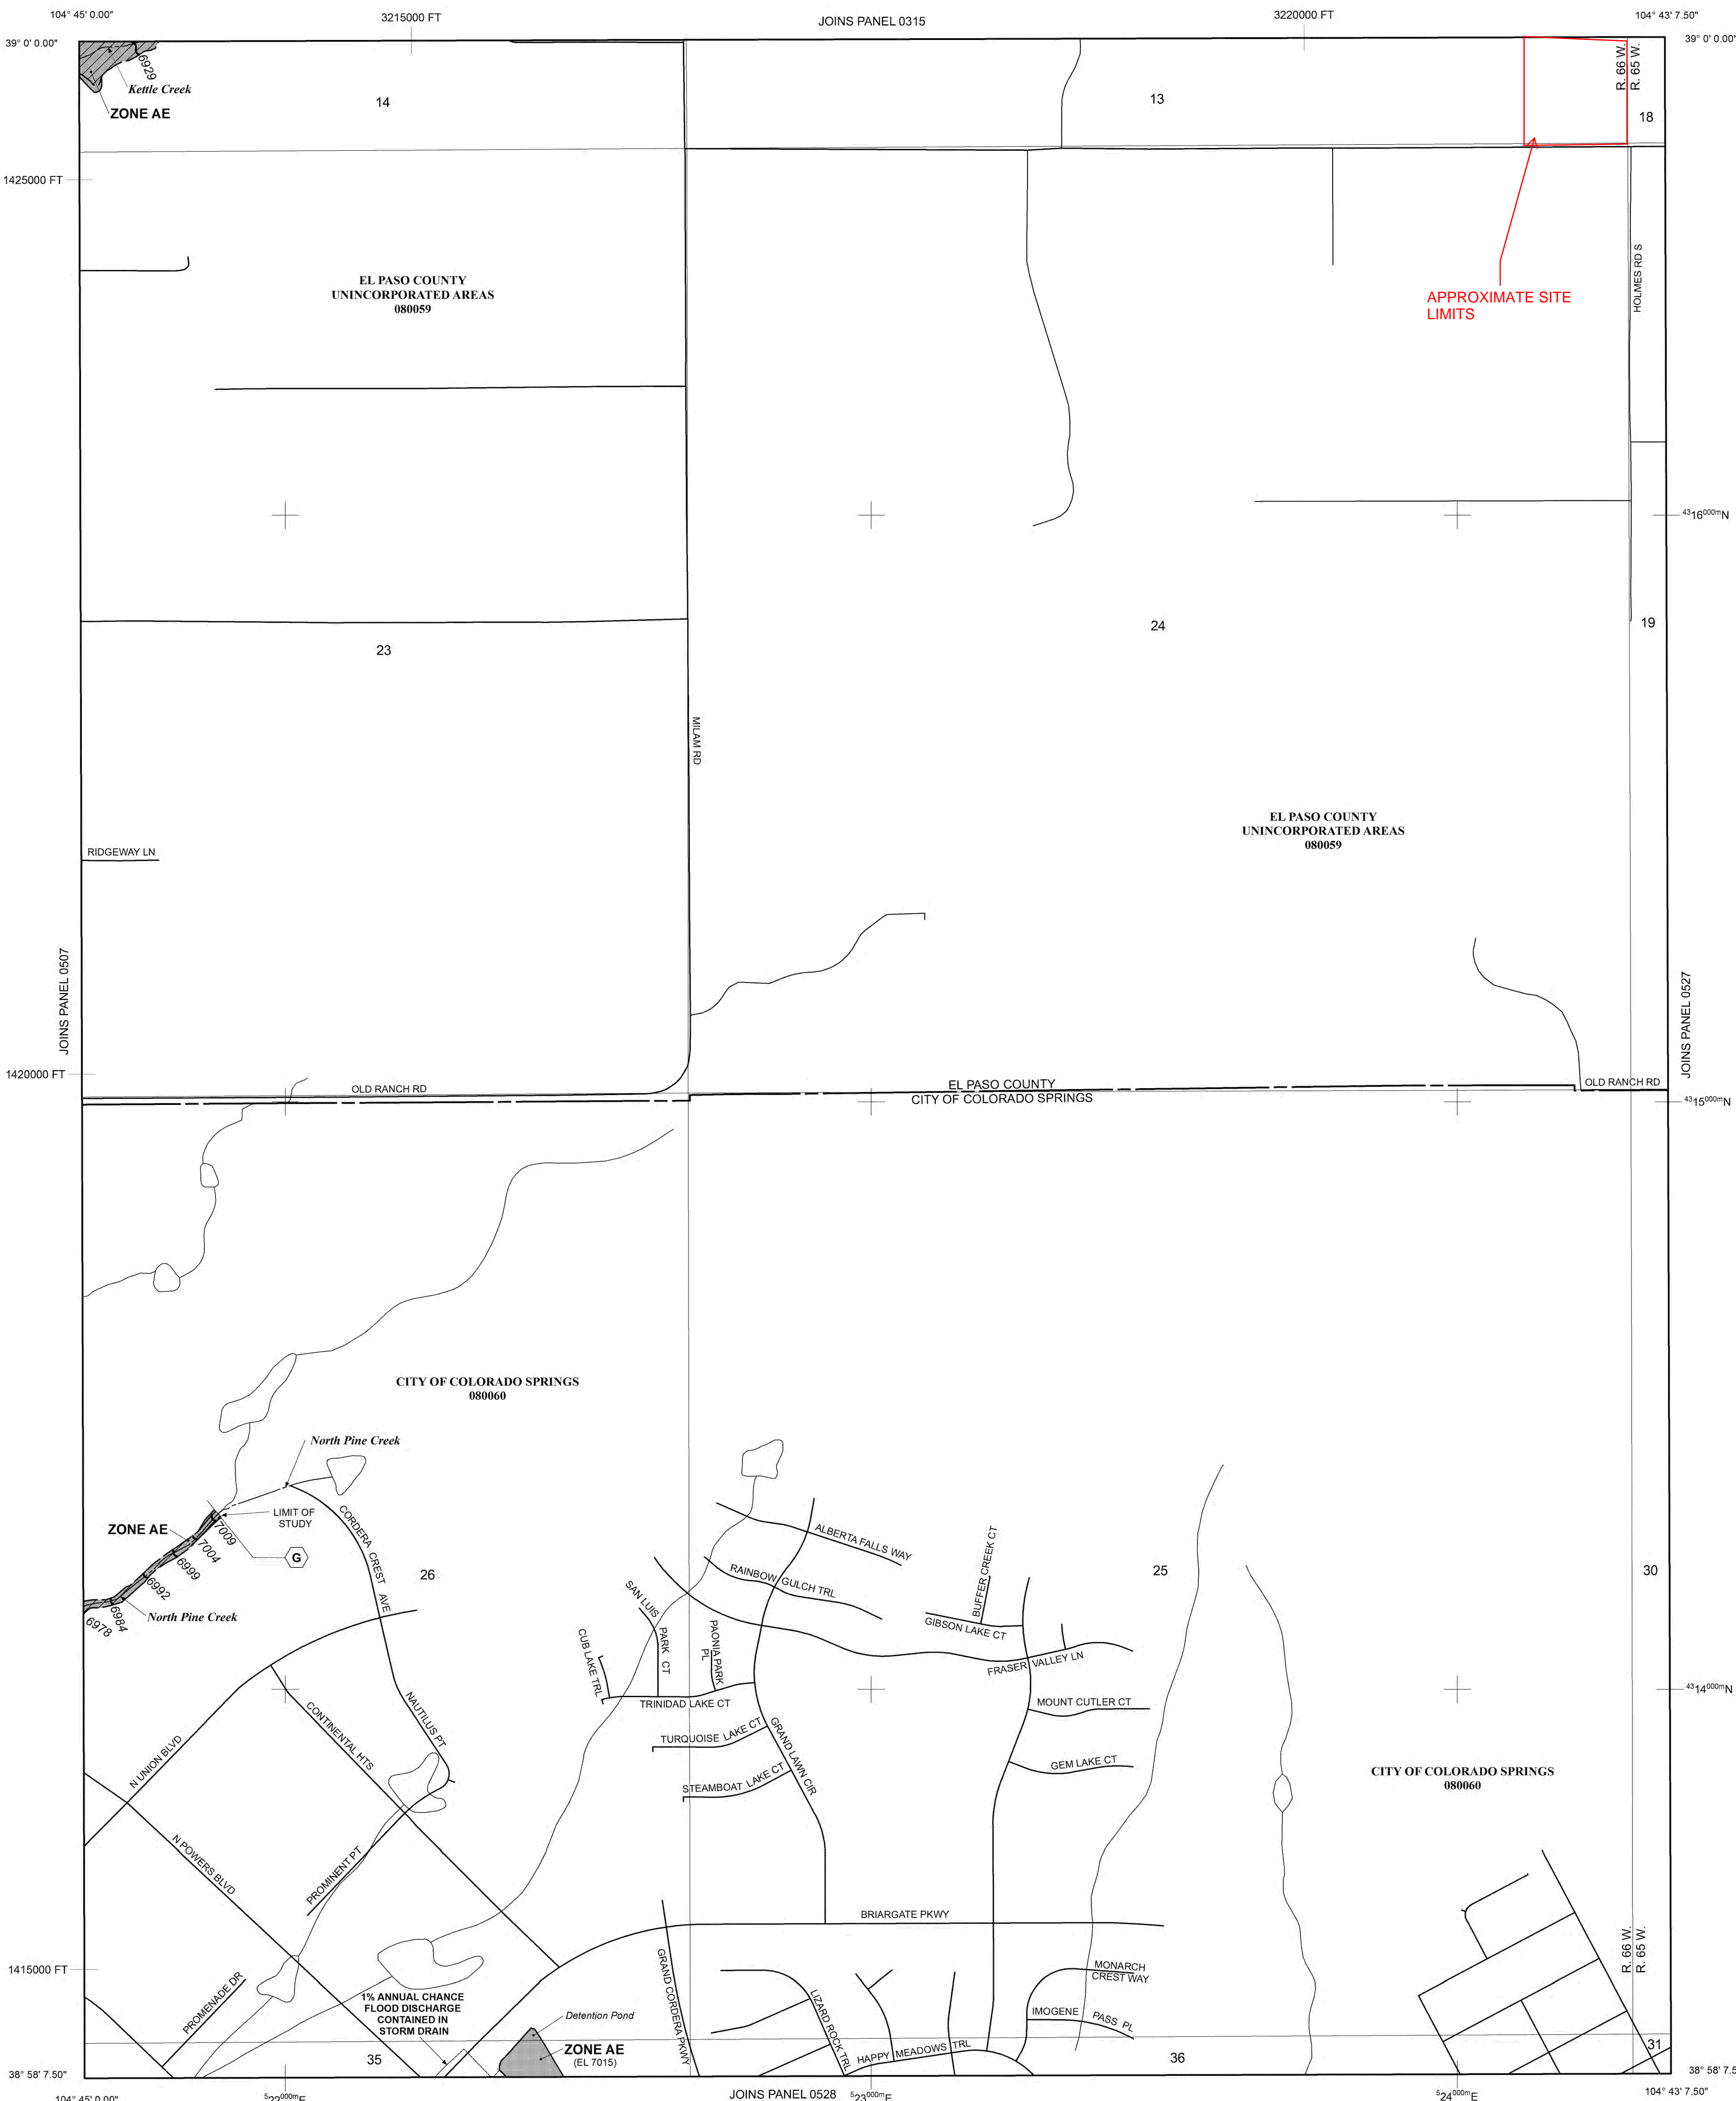 104° 45' 0.00"
3215000 FT
JOINS PANEL 0315
3220000 FT
104° 43' 7.50"
39° 0' 0.00"
39° 0' 0.00"
6929
Kettle Creek
ZONE AE
14
13
R. 66 W.
R. 65 W.
18
1425000 FT
EL PASO COUNTY
UNINCORPORATED AREAS
080059
HOLMES RD S
APPROXIMATE SITE
LIMITS
4316000mN
23
24
19
MILAM RD
EL PASO COUNTY
UNINCORPORATED AREAS
080059
RIDGEWAY LN
JOINS PANEL 0507
JOINS PANEL 0527
1420000 FT
OLD RANCH RD
EL PASO COUNTY
CITY OF COLORADO SPRINGS
OLD RANCH RD
4315000mN
CITY OF COLORADO SPRINGS
080060
North Pine Creek
LIMIT OF
STUDY
ZONE AE
7009
7004
6999
6992
6984
6978
G
North Pine Creek
CORDERA CREST AVE
26
25
30
ALBERTA FALLS WAY
RAINBOW GULCH TRL
BUFFER CREEK CT
GIBSON LAKE CT
SAN LUIS
PARK CT
PAONIA PARK
PL
CUB LAKE TRL
FRASER VALLEY LN
TRINIDAD LAKE CT
MOUNT CUTLER CT
4314000mN
NAUTILUS PT
CONTINENTAL HTS
N UNION BLVD
TURQUOISE LAKE CT
GRAND LAWN CIR
STEAMBOAT LAKE CT
GEM LAKE CT
CITY OF COLORADO SPRINGS
080060
N POWERS BLVD
PROMINENT PT
BRIARGATE PKWY
R. 66 W.
R. 65 W.
1415000 FT
PROMENADE DR
1% ANNUAL CHANCE
FLOOD DISCHARGE
CONTAINED IN
STORM DRAIN
Detention Pond
GRAND CORDERA PKWY
LIZARD ROCK TRL
MONARCH
CREST WAY
IMOGENE PASS PL
HAPPY MEADOWS TRL
ZONE AE
(EL 7015)
35
36
31
38° 58' 7.50"
38° 58' 7.5
104° 45' 0.00"
522000mE
JOINS PANEL 0528
523000mE
524000mE
104° 43' 7.50"